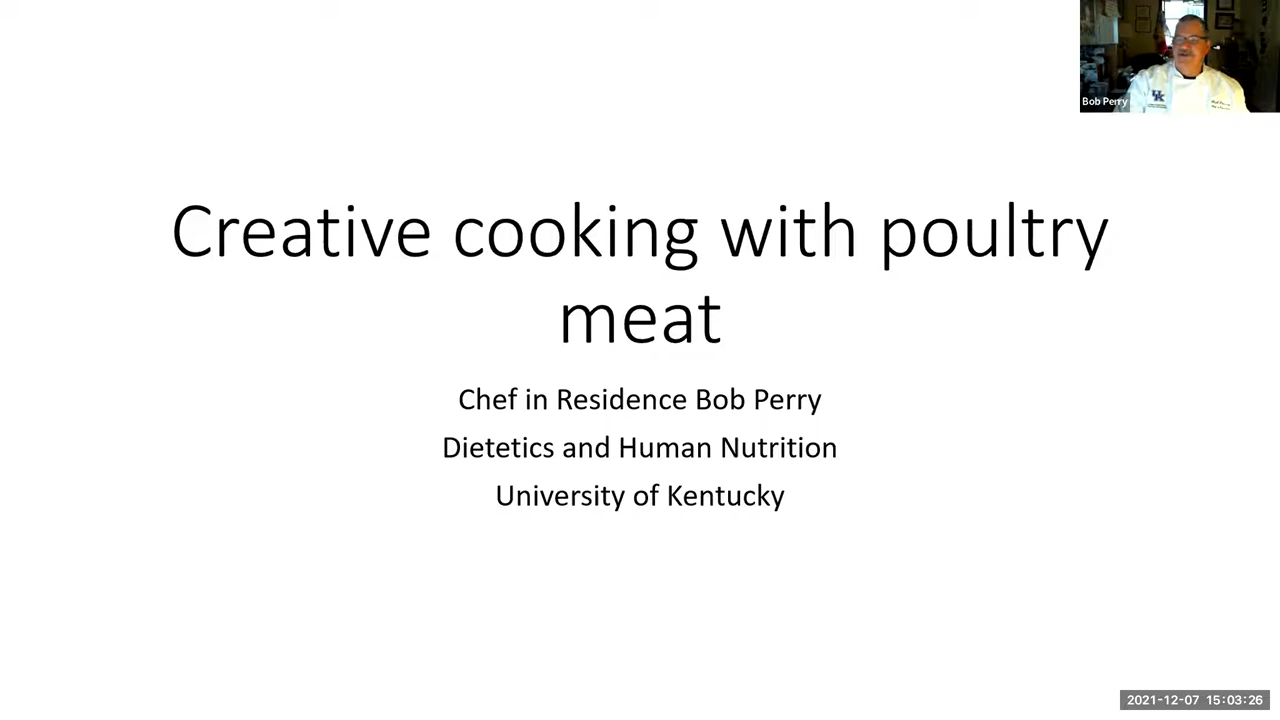 Creative cooking with poultry
meat
Chef in Residence Bob Perry
Dietetics and Human Nutrition
University of Kentucky
Bob Perry
UK
2021-12-07 15:03:26